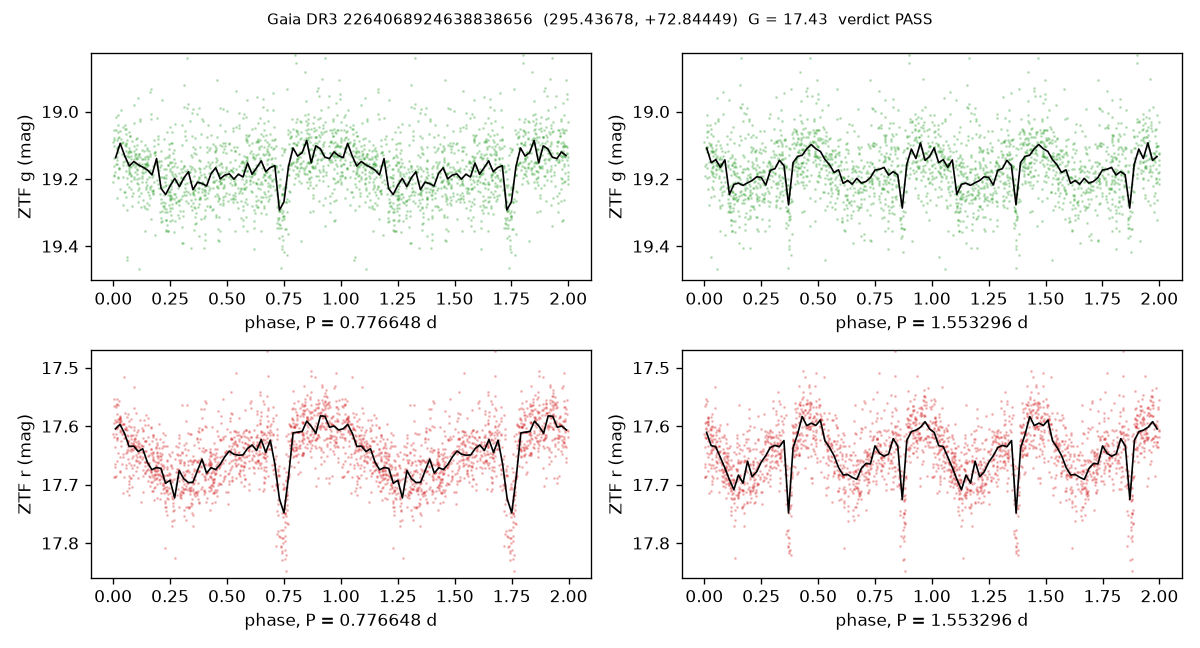 Gaia DR3 2264068924638838656 (295.43678, +72.84449) G = 17.43 verdict PASS
ZTF g (mag)
19.0
19.2
19.4
0.00 0.25 0.50 0.75 1.00 1.25 1.50 1.75 2.00
phase, P = 0.776648 d
ZTF g (mag)
19.0
19.2
19.4
0.00 0.25 0.50 0.75 1.00 1.25 1.50 1.75 2.00
phase, P = 1.553296 d
ZTF r (mag)
17.5
17.6
17.7
17.8
0.00 0.25 0.50 0.75 1.00 1.25 1.50 1.75 2.00
phase, P = 0.776648 d
ZTF r (mag)
17.5
17.6
17.7
17.8
0.00 0.25 0.50 0.75 1.00 1.25 1.50 1.75 2.00
phase, P = 1.553296 d